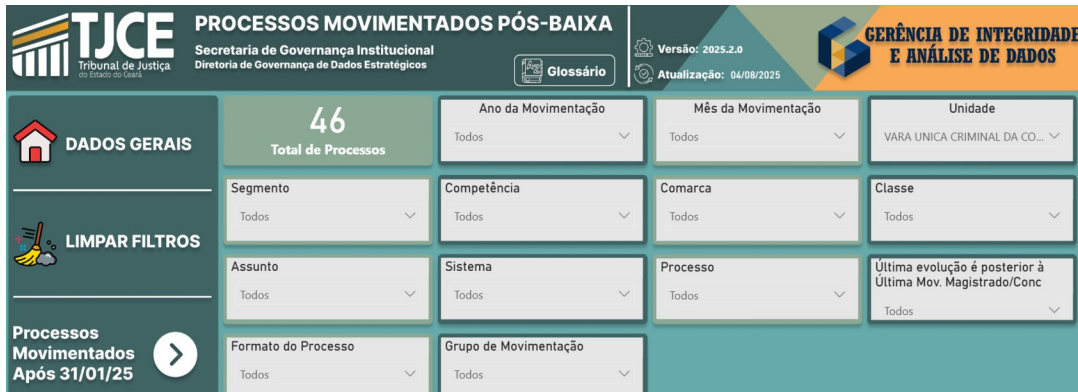 TJCE
Tribunal de Justiça
do Estado do Ceará
PROCESSOS MOVIMENTADOS PÓS-BAIXA
Secretaria de Governança Institucional
Diretoria de Governança de Dados Estratégicos
Glossário
Versão: 2025.2.0
Atualização: 04/08/2025
GERÊNCIA DE INTEGRIDADE
E ANÁLISE DE DADOS
DADOS GERAIS
LIMPAR FILTROS
Processos
Movimentados
Após 31/01/25
46
Total de Processos
Ano da Movimentação
Todos
Mês da Movimentação
Todos
Unidade
VARA UNICA CRIMINAL DA CO...
Segmento
Todos
Competência
Todos
Comarca
Todos
Classe
Todos
Assunto
Todos
Sistema
Todos
Processo
Todos
Última evolução é posterior à
Última Mov. Magistrado/Conc
Todos
Formato do Processo
Todos
Grupo de Movimentação
Todos